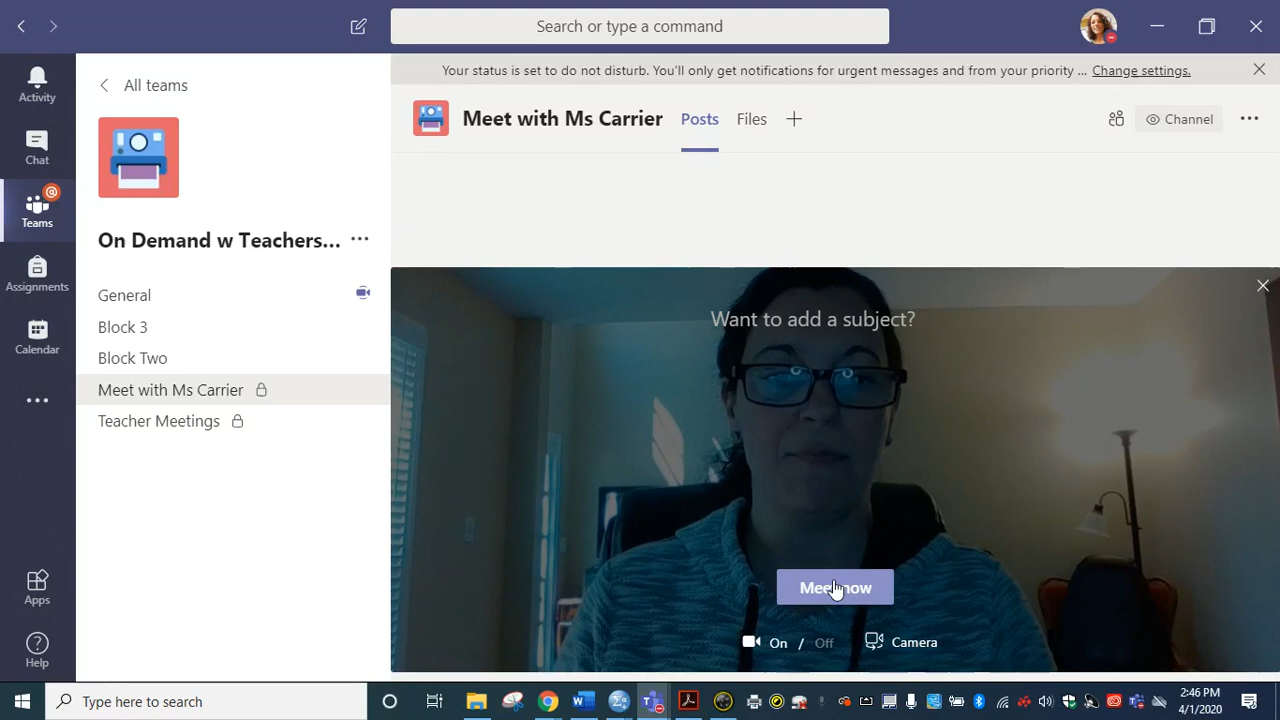 Search or type a command
Activity
Chat
Teams
Assignments
Calendar
Apps
Help
All teams
On Demand w Teachers...
General
Block 3
Block Two
Meet with Ms Carrier
Teacher Meetings
Your status is set to do not disturb. You'll only get notifications for urgent messages and from your priority ... Change settings.
Meet with Ms Carrier Posts Files Channel
Want to add a subject?
Meet now
On / Off Camera
Type here to search
2:46 PM
4/1/2020